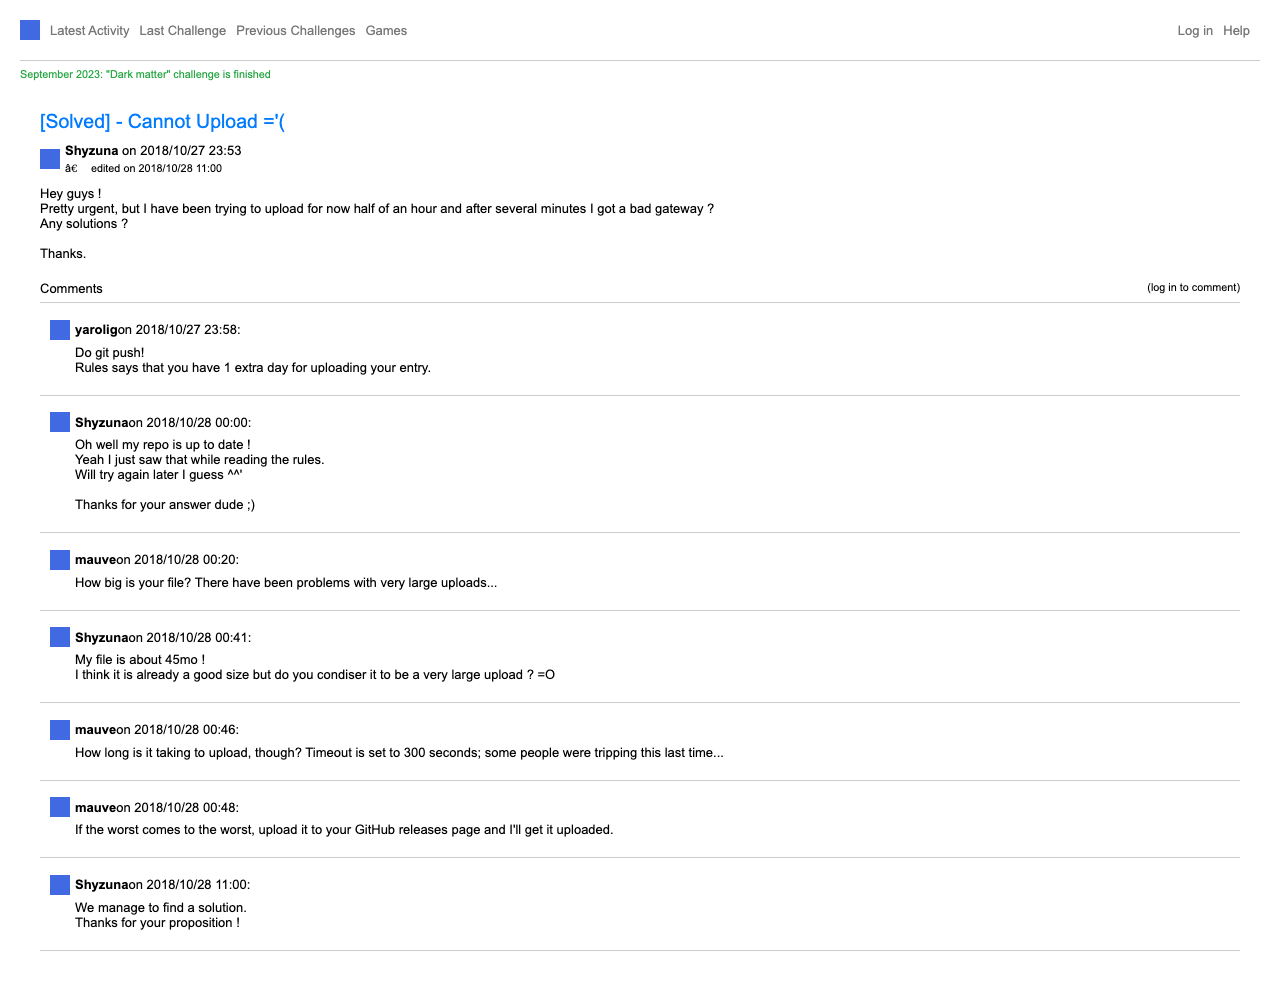 Latest Activity Last Challenge Previous Challenges Games Log in Help
September 2023: "Dark matter" challenge is finished
[Solved] - Cannot Upload ='(
Shyzuna on 2018/10/27 23:53
â€ edited on 2018/10/28 11:00
Hey guys !
Pretty urgent, but I have been trying to upload for now half of an hour and after several minutes I got a bad gateway ?
Any solutions ?
Thanks.
Comments (log in to comment)
yaroligon 2018/10/27 23:58:
Do git push!
Rules says that you have 1 extra day for uploading your entry.
Shyzunaon 2018/10/28 00:00:
Oh well my repo is up to date !
Yeah I just saw that while reading the rules.
Will try again later I guess ^^'
Thanks for your answer dude ;)
mauveon 2018/10/28 00:20:
How big is your file? There have been problems with very large uploads...
Shyzunaon 2018/10/28 00:41:
My file is about 45mo !
I think it is already a good size but do you condiser it to be a very large upload ? =O
mauveon 2018/10/28 00:46:
How long is it taking to upload, though? Timeout is set to 300 seconds; some people were tripping this last time...
mauveon 2018/10/28 00:48:
If the worst comes to the worst, upload it to your GitHub releases page and I'll get it uploaded.
Shyzunaon 2018/10/28 11:00:
We manage to find a solution.
Thanks for your proposition !